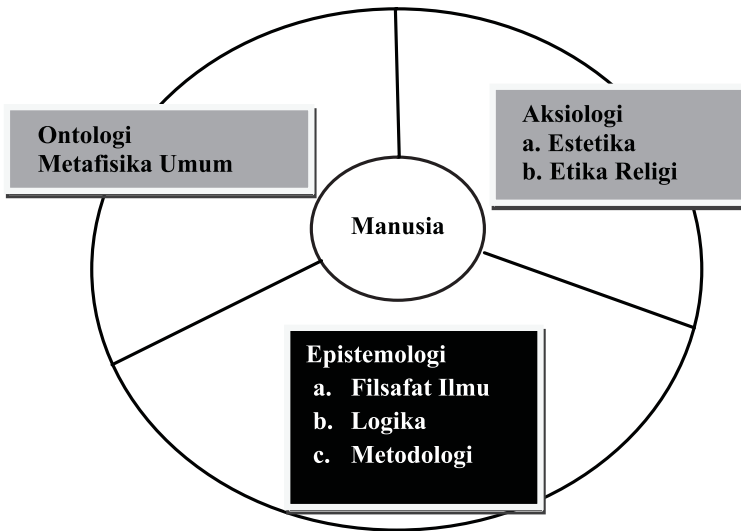 Ontologi
Metafisika Umum
Aksiologi
a. Estetika
b. Etika Religi
Manusia
Epistemologi
a. Filsafat Ilmu
b. Logika
c. Metodologi